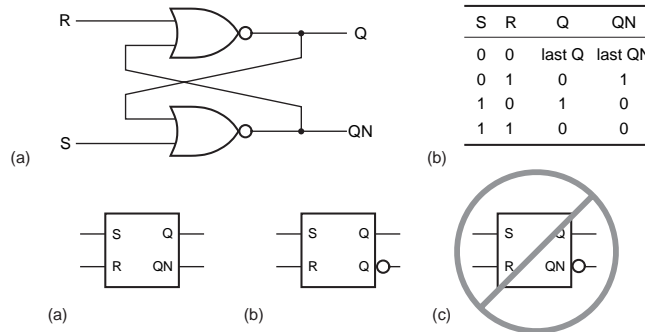 R
Q
S
QN
(a)
S R Q QN
0 0 last Q last QN
0 1 0 1
1 0 1 0
1 1 0 0
(b)
S Q
R QN
(a)
S Q
R Q
(b)
S Q
R QN
(c)